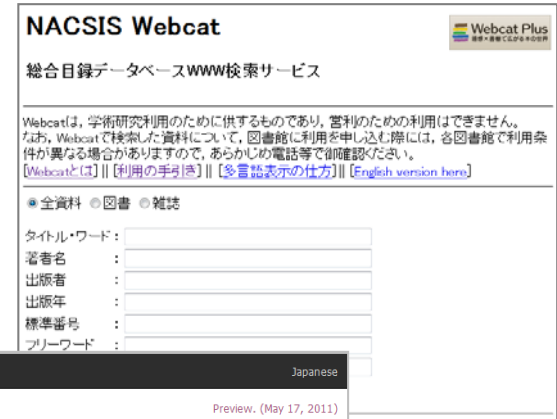 NACSIS Webcat
Webcat Plus
総合目録データベースWWW検索サービス
Webcatは，学術研究利用のために供するものであり，営利のための利用はできません。
なお，Webcatで検索した資料について，図書館に利用を申し込む際には，各図書館で利用条
件が異なる場合がありますので，あらかじめ電話等で御確認ください。
[Webcatとは] || [利用の手引き] || [多言語表示の仕方] || [English version here]
全資料 図書 雑誌
タイトル・ワード：
著者名 ：
出版者 ：
出版年 ：
標準番号 ：
フリーワード ：
Japanese
Preview. (May 17, 2011)